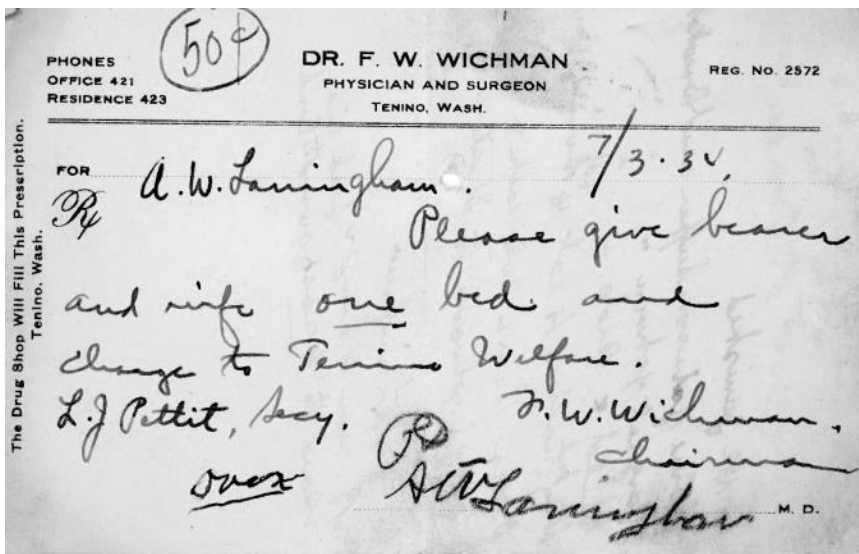 50¢
PHONES
OFFICE 421
RESIDENCE 423
DR. F. W. WICHMAN
PHYSICIAN AND SURGEON
TENINO, WASH.
REG. NO. 2572
The Drug Shop Will Fill This Prescription.
Tenino, Wash.
FOR A. W. Laningham. 7/3·34.
℞ Please give bearer
and wife one bed and
charge to Tenino Welfare.
L. J Pettit, Secy. F. W. Wichman,
chairman
AW Laningham M. D.